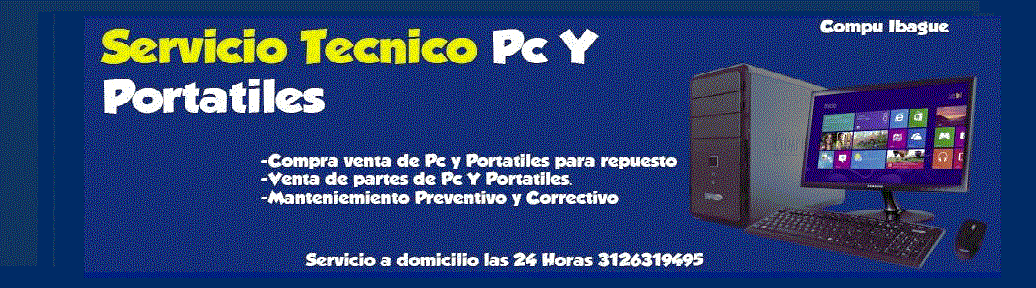 Compu Ibague
Servicio Tecnico Pc Y
Portatiles
-Compra venta de Pc y Portatiles para repuesto
-Venta de partes de Pc Y Portatiles.
-Manteniemiento Preventivo y Correctivo
Servicio a domicilio las 24 Horas 3126319495